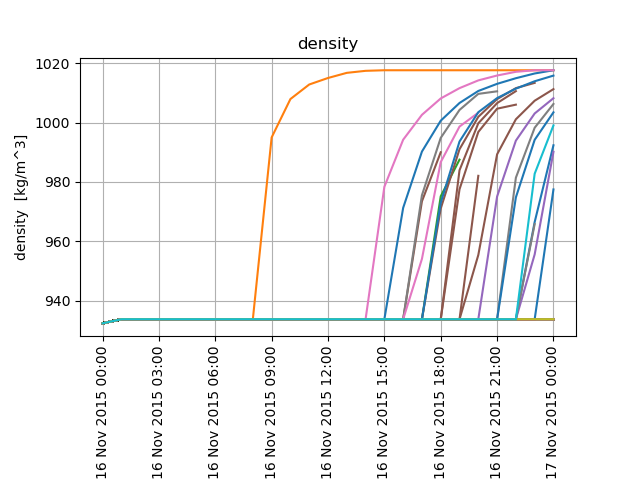 density
1020
1000
980
960
940
density [kg/m^3]
16 Nov 2015 00:00
16 Nov 2015 03:00
16 Nov 2015 06:00
16 Nov 2015 09:00
16 Nov 2015 12:00
16 Nov 2015 15:00
16 Nov 2015 18:00
16 Nov 2015 21:00
17 Nov 2015 00:00